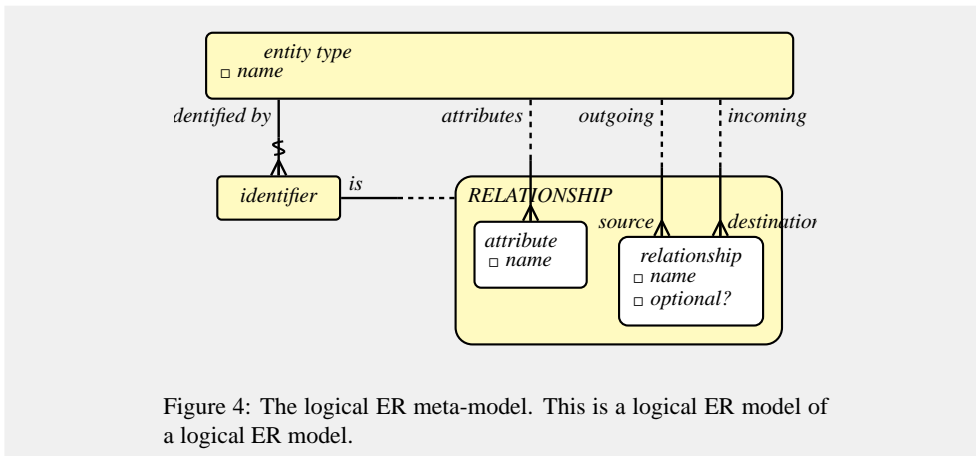 entity type
name
dentified by
attributes
outgoing
incoming
identifier
is
RELATIONSHIP
source
destination
attribute
name
relationship
name
optional?
Figure 4: The logical ER meta-model. This is a logical ER model of
a logical ER model.